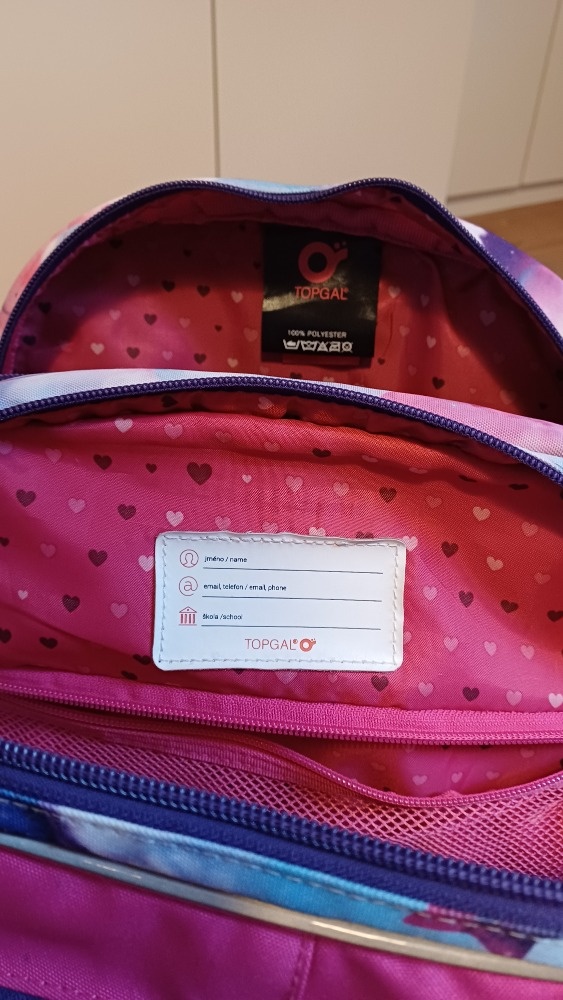 TOPGAL
100% POLYESTER
jméno / name
email, telefon / email, phone
škola /school
TOPGAL®